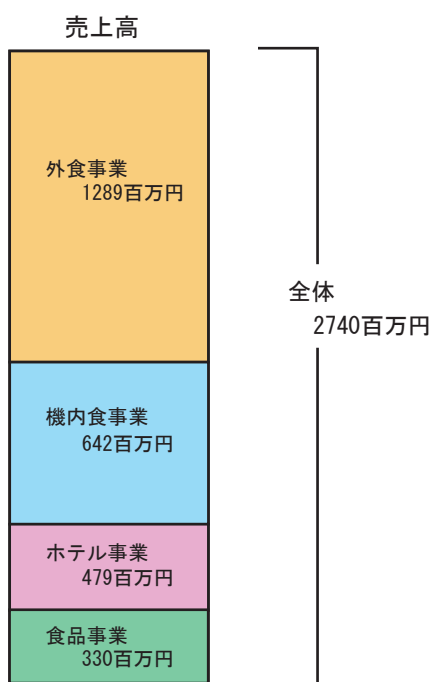 売上高
外食事業
1289百万円
全体
2740百万円
機内食事業
642百万円
ホテル事業
479百万円
食品事業
330百万円